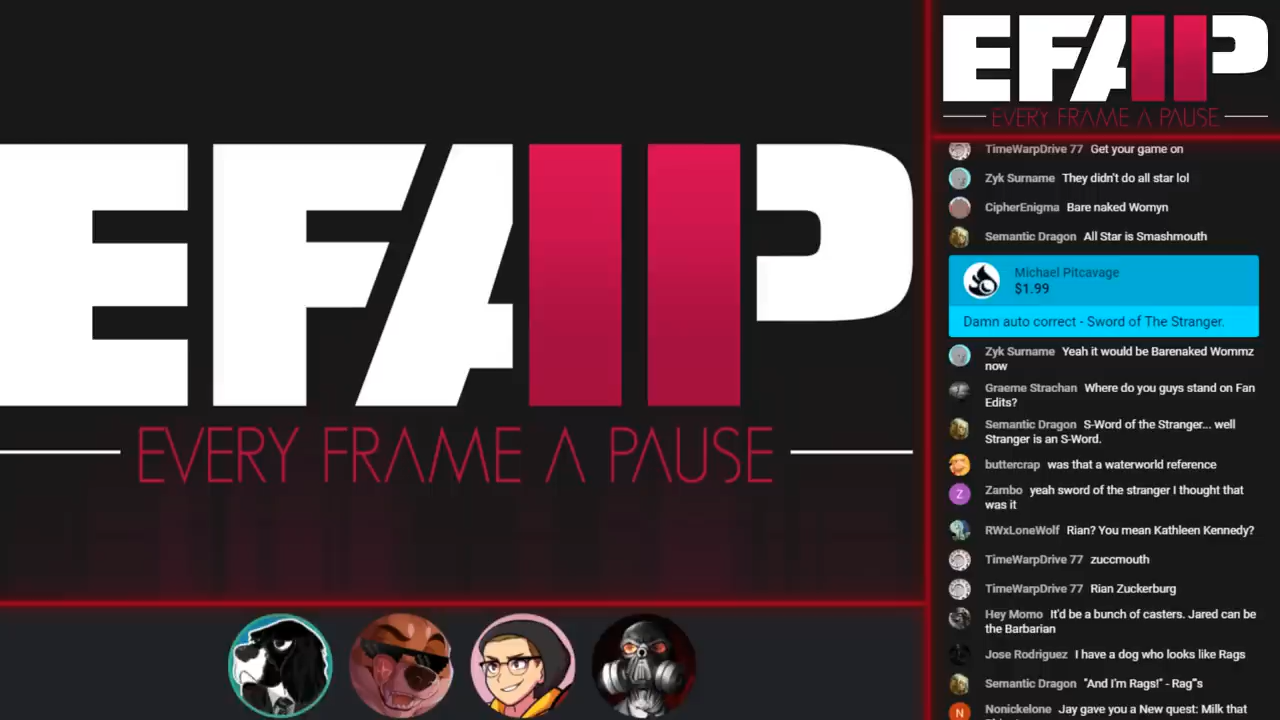 EFAP
EVERY FRAME A PAUSE
EFAP
EVERY FRAME A PAUSE
TimeWarpDrive 77 Get your game on
Zyk Surname They didn't do all star lol
CipherEnigma Bare naked Womyn
Semantic Dragon All Star is Smashmouth
Michael Pitcavage
$1.99
Damn auto correct - Sword of The Stranger.
Zyk Surname Yeah it would be Barenaked Wommz
now
Graeme Strachan Where do you guys stand on Fan
Edits?
Semantic Dragon S-Word of the Stranger... well
Stranger is an S-Word.
buttercrap was that a waterworld reference
Z
Zambo yeah sword of the stranger I thought that
was it
RWxLoneWolf Rian? You mean Kathleen Kennedy?
TimeWarpDrive 77 zuccmouth
TimeWarpDrive 77 Rian Zuckerburg
Hey Momo It'd be a bunch of casters. Jared can be
the Barbarian
Jose Rodriguez I have a dog who looks like Rags
Semantic Dragon "And I'm Rags!" - Rag"s
N
Nonickelone Jay gave you a New quest: Milk that